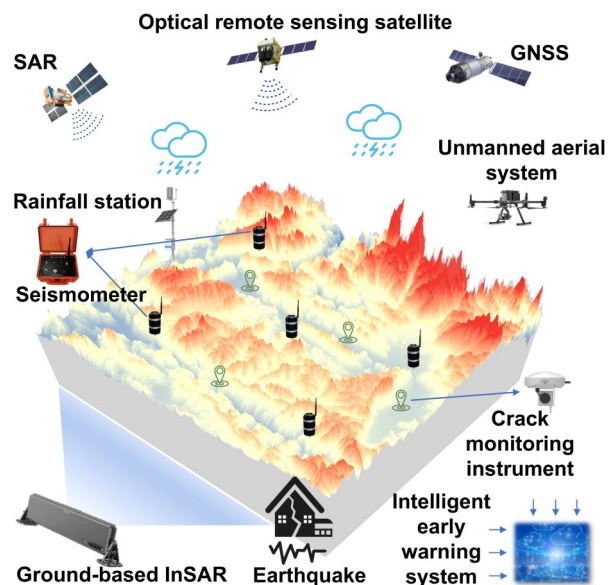 Optical remote sensing satellite
SAR
GNSS
Unmanned aerial
system
Rainfall station
Seismometer
Crack
monitoring
instrument
Intelligent
early
warning
system
Ground-based InSAR
Earthquake